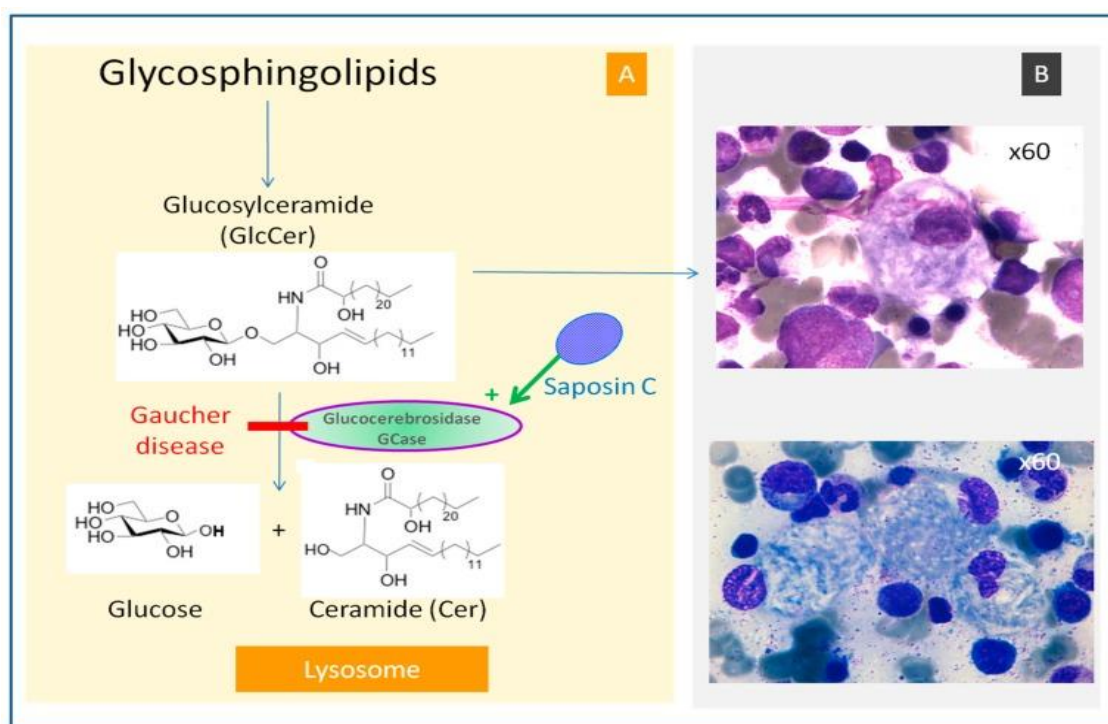 Glycosphingolipids
A
Glucosylceramide
(GlcCer)
O
20
HN
OH
HO
O
HO
HO
O
OH
11
OH
Saposin C
+
Gaucher
disease
Glucocerebrosidase
GCase
HO
O
HO
HO
OH
OH
+
O
20
HN
OH
HO
11
OH
Glucose
Ceramide (Cer)
Lysosome
B
x60
x60